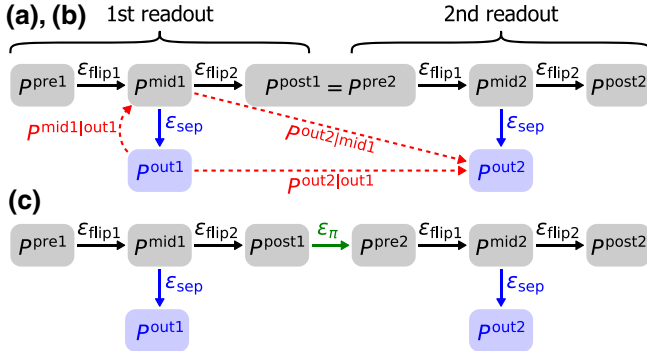 (a), (b) 1st readout 2nd readout
P^pre1 ε_flip1 P^mid1 ε_flip2 P^post1 = P^pre2 ε_flip1 P^mid2 ε_flip2 P^post2
P^mid1|out1 ε_sep P^out2|mid1 ε_sep
P^out1 P^out2|out1 P^out2
(c)
P^pre1 ε_flip1 P^mid1 ε_flip2 P^post1 ε_π P^pre2 ε_flip1 P^mid2 ε_flip2 P^post2
ε_sep ε_sep
P^out1 P^out2